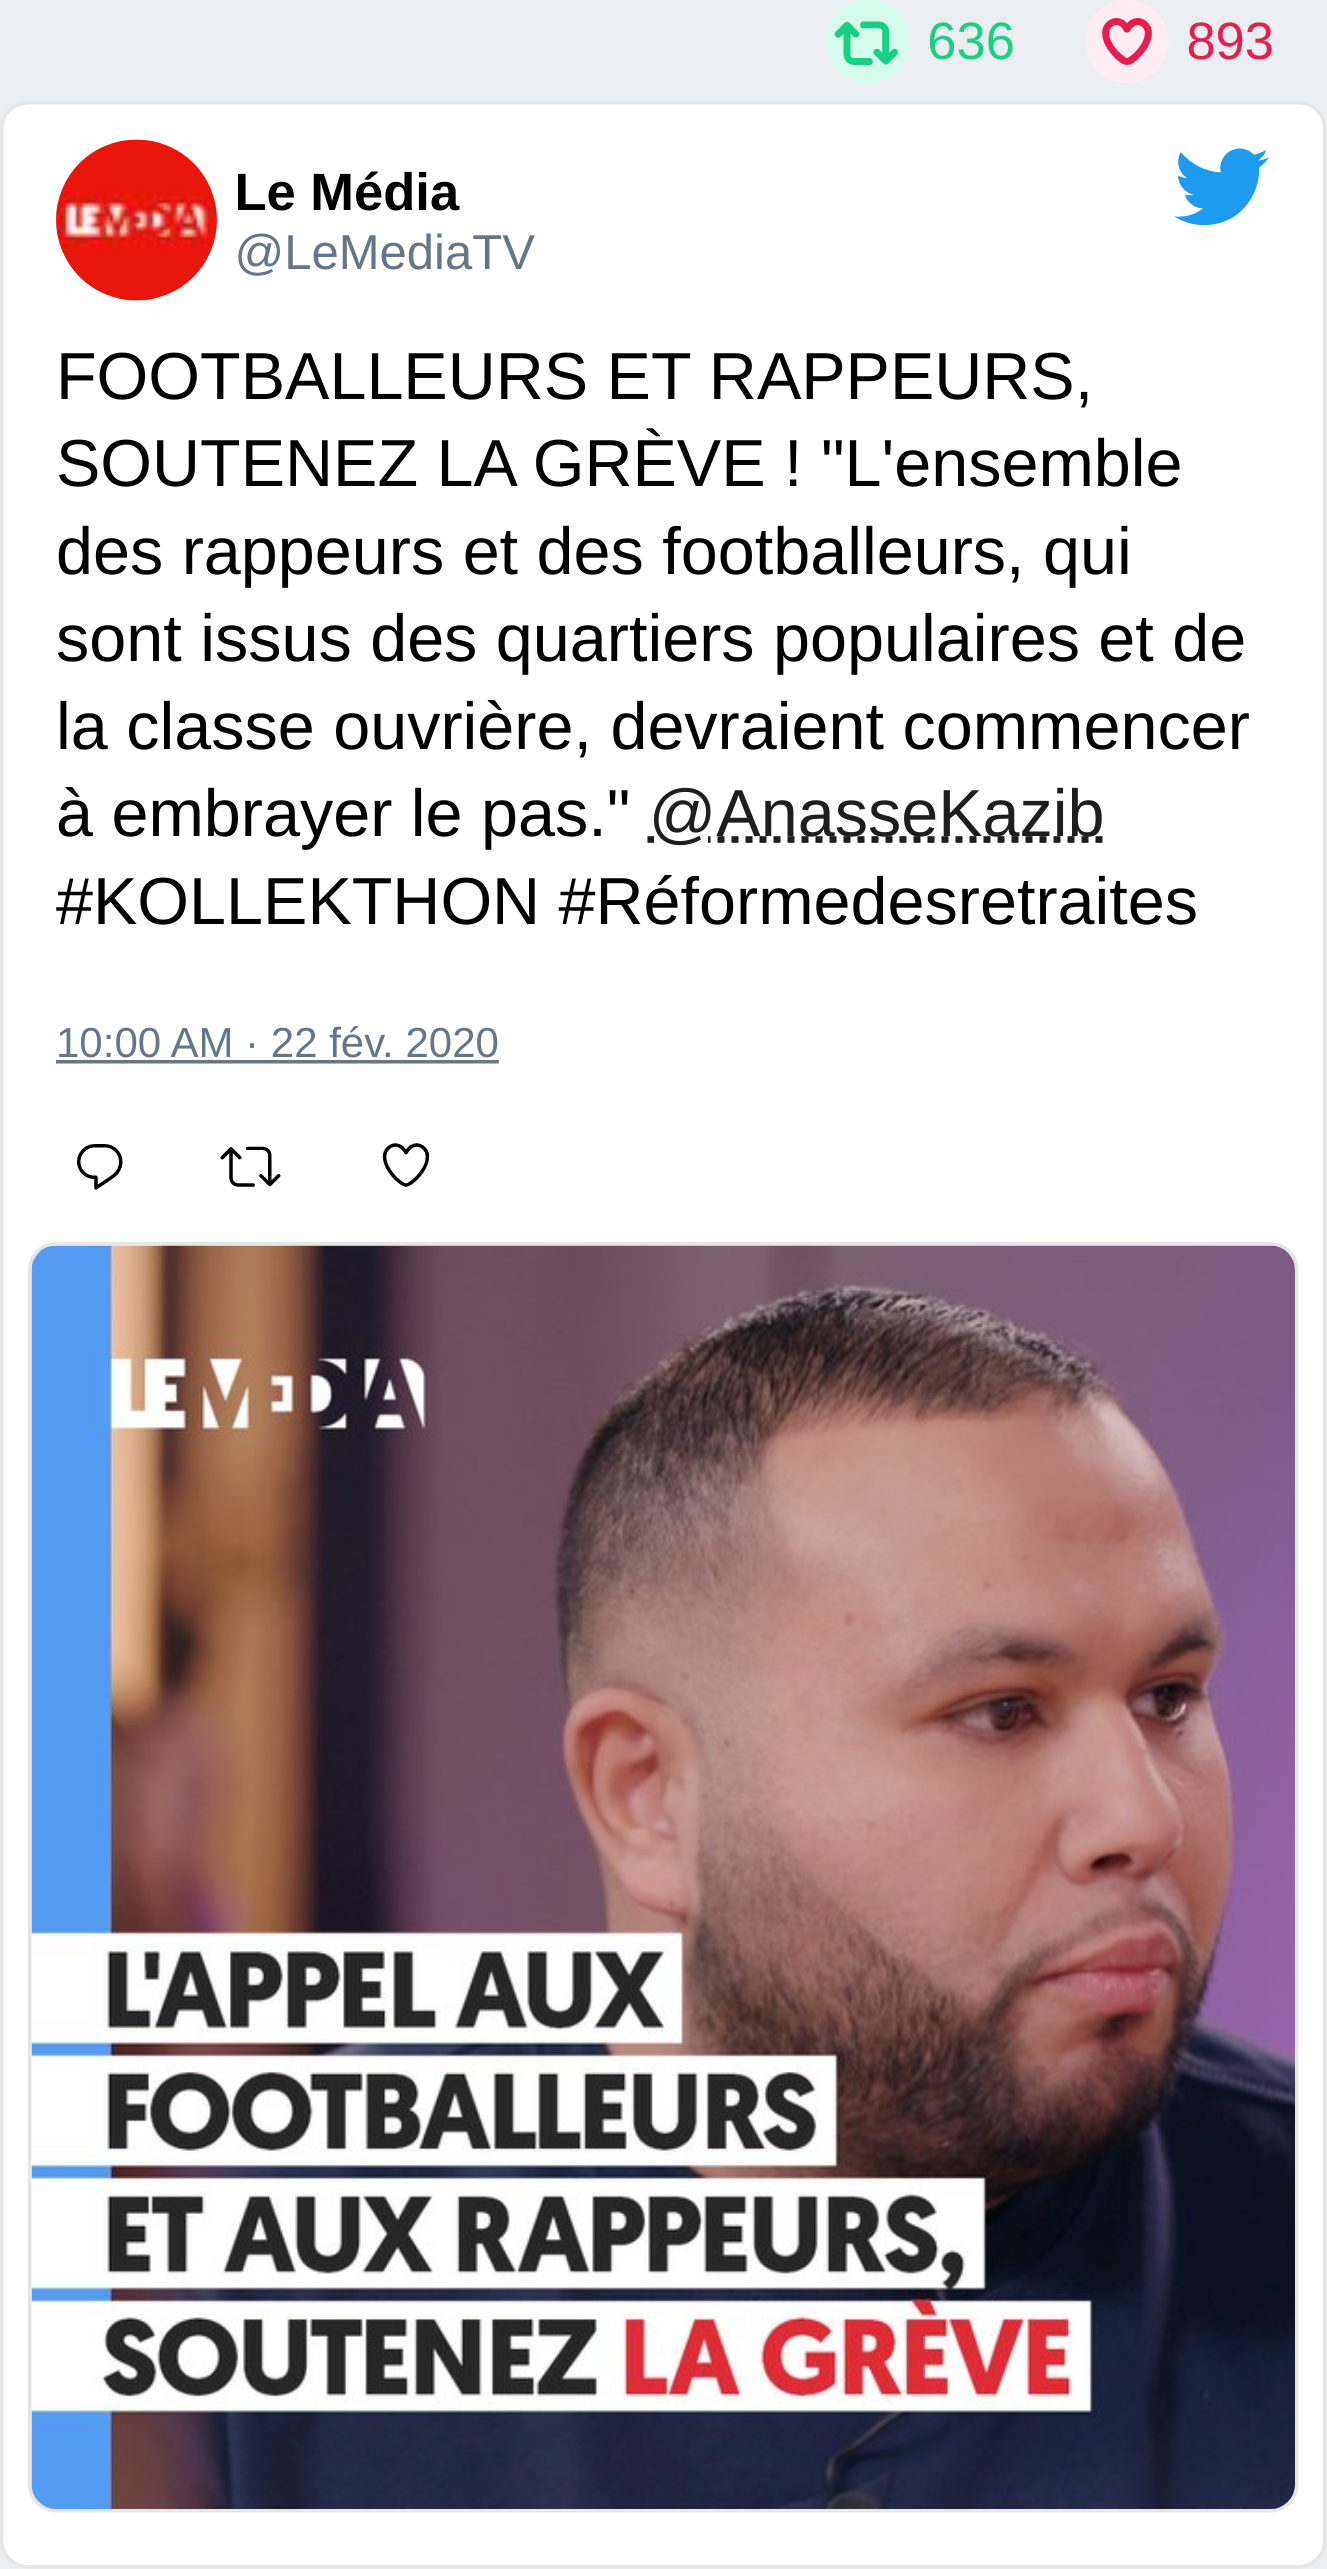 636 893
LE MEDIA
Le Média
@LeMediaTV
FOOTBALLEURS ET RAPPEURS,
SOUTENEZ LA GRÈVE ! "L'ensemble
des rappeurs et des footballeurs, qui
sont issus des quartiers populaires et de
la classe ouvrière, devraient commencer
à embrayer le pas." @AnasseKazib
#KOLLEKTHON #Réformedesretraites
10:00 AM · 22 fév. 2020
LE MEDIA
L'APPEL AUX
FOOTBALLEURS
ET AUX RAPPEURS,
SOUTENEZ LA GRÈVE